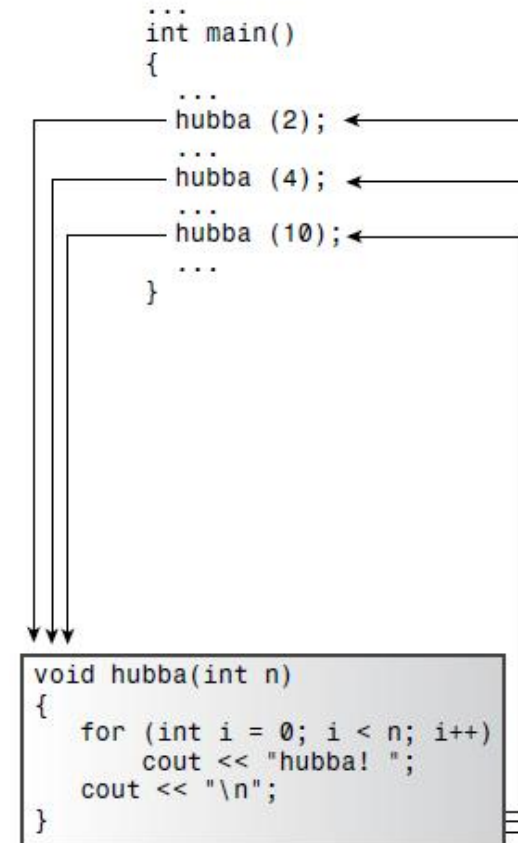 ...
int main()
{
...
hubba (2);
...
hubba (4);
...
hubba (10);
...
}
void hubba(int n)
{
for (int i = 0; i < n; i++)
cout << "hubba! ";
cout << "\n";
}